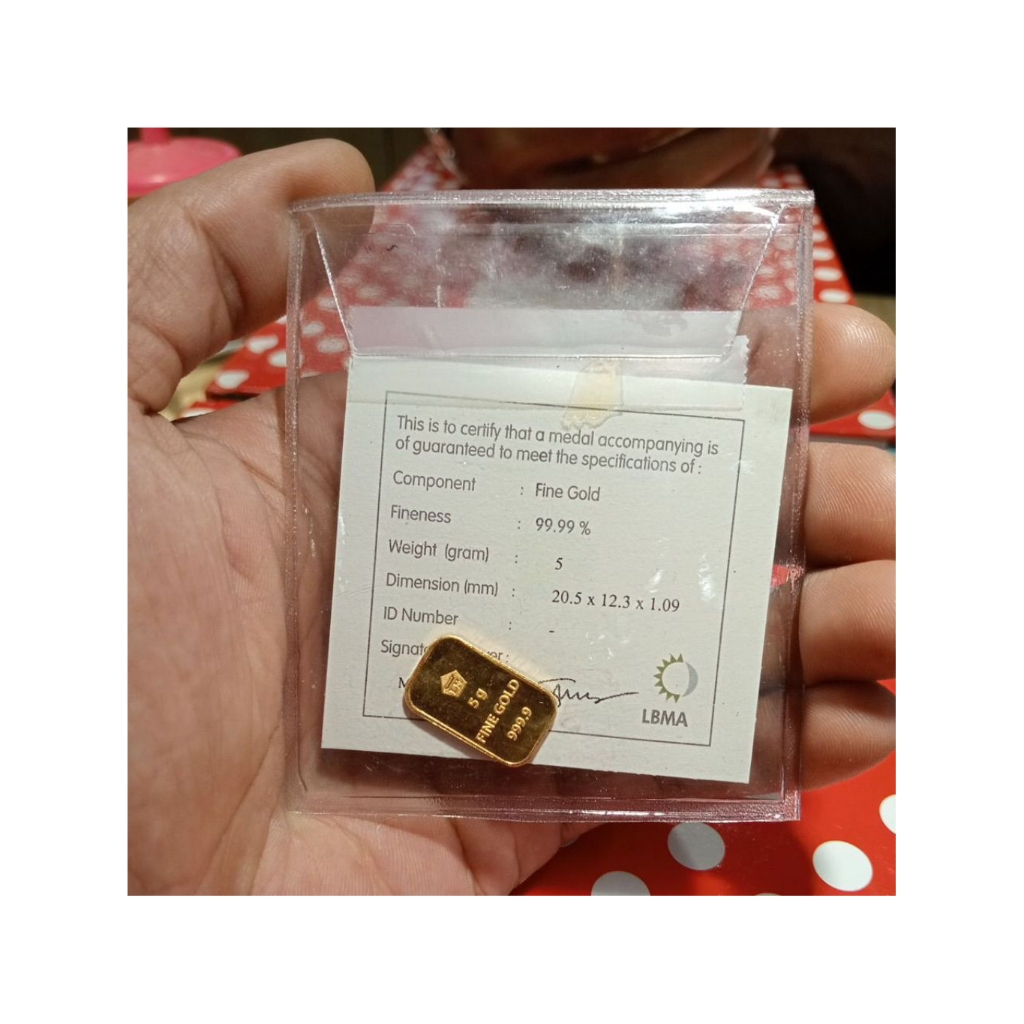 This is to certify that a medal accompanying is
of guaranteed to meet the specifications of :
Component : Fine Gold
Fineness : 99.99 %
Weight (gram) : 5
Dimension (mm) : 20.5 x 12.3 x 1.09
ID Number : -
LBMA
5 g
FINE GOLD
999.9